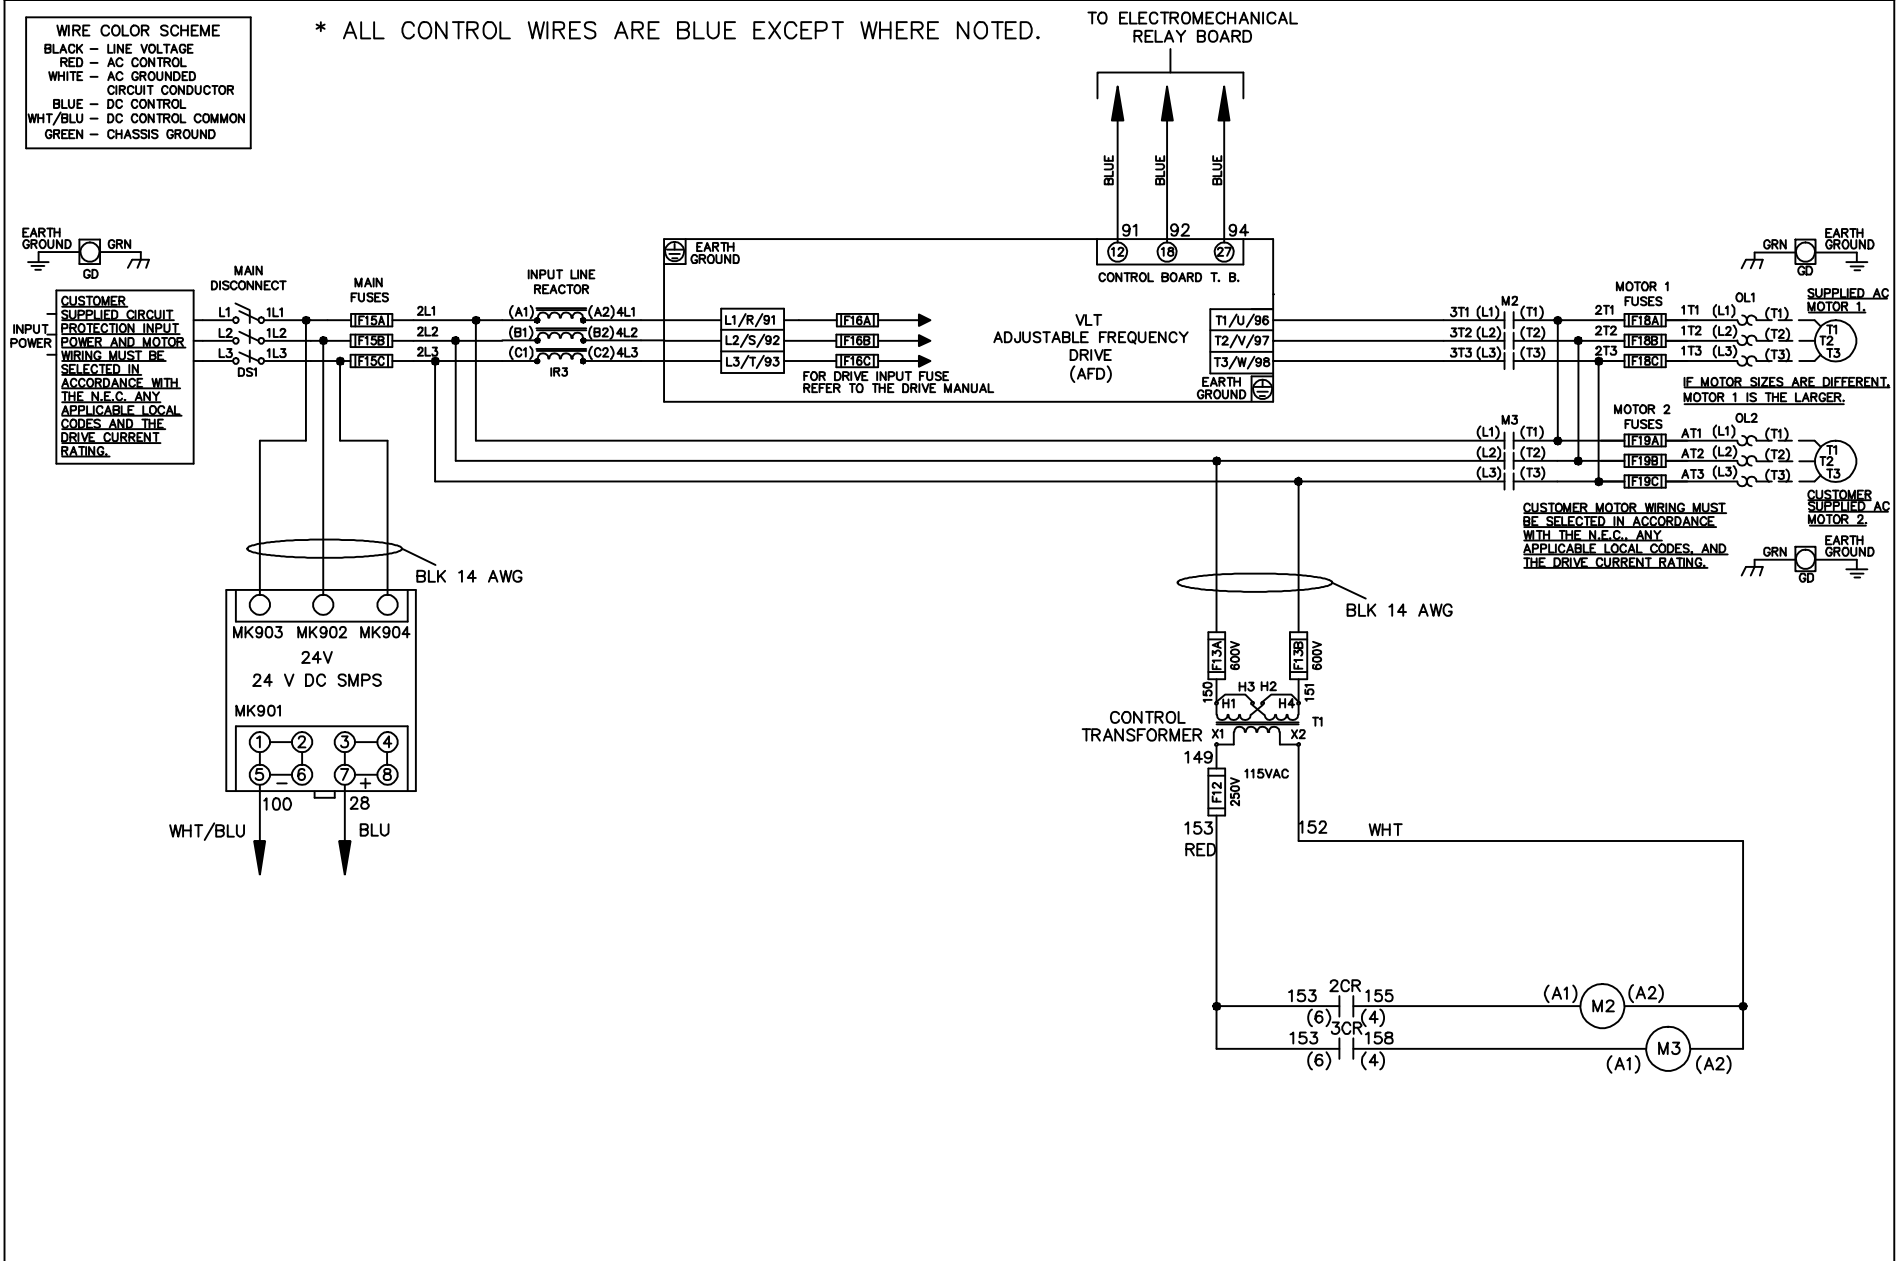 WIRE COLOR SCHEME
BLACK – LINE VOLTAGE
RED – AC CONTROL
WHITE – AC GROUNDED
CIRCUIT CONDUCTOR
BLUE – DC CONTROL
WHT/BLU – DC CONTROL COMMON
GREEN – CHASSIS GROUND
* ALL CONTROL WIRES ARE BLUE EXCEPT WHERE NOTED.
TO ELECTROMECHANICAL
RELAY BOARD
BLUE
BLUE
BLUE
91
92
94
12
18
27
CONTROL BOARD T. B.
EARTH
GROUND
GRN
GD
INPUT
POWER
CUSTOMER
SUPPLIED CIRCUIT
PROTECTION INPUT
POWER AND MOTOR
WIRING MUST BE
SELECTED IN
ACCORDANCE WITH
THE N.E.C. ANY
APPLICABLE LOCAL
CODES AND THE
DRIVE CURRENT
RATING.
MAIN
DISCONNECT
L1 1L1
L2 1L2
L3 1L3
DS1
MAIN
FUSES
F15A
F15B
F15C
2L1
2L2
2L3
INPUT LINE
REACTOR
(A1) (A2) 4L1
(B1) (B2) 4L2
(C1) (C2) 4L3
IR3
EARTH
GROUND
L1/R/91
L2/S/92
L3/T/93
F16A
F16B
F16C
FOR DRIVE INPUT FUSE
REFER TO THE DRIVE MANUAL
VLT
ADJUSTABLE FREQUENCY
DRIVE
(AFD)
T1/U/96
T2/V/97
T3/W/98
EARTH
GROUND
M2
3T1 (L1) (T1)
3T2 (L2) (T2)
3T3 (L3) (T3)
MOTOR 1
FUSES
2T1 F18A 1T1 (L1)
2T2 F18B 1T2 (L2)
2T3 F18C 1T3 (L3)
OL1
(T1)
(T2)
(T3)
T1
T2
T3
GRN
GD
EARTH
GROUND
SUPPLIED AC
MOTOR 1.
IF MOTOR SIZES ARE DIFFERENT,
MOTOR 1 IS THE LARGER.
M3
(L1) (T1)
(L2) (T2)
(L3) (T3)
MOTOR 2
FUSES
F19A AT1 (L1)
F19B AT2 (L2)
F19C AT3 (L3)
OL2
(T1)
(T2)
(T3)
T1
T2
T3
CUSTOMER
SUPPLIED AC
MOTOR 2.
CUSTOMER MOTOR WIRING MUST
BE SELECTED IN ACCORDANCE
WITH THE N.E.C., ANY
APPLICABLE LOCAL CODES, AND
THE DRIVE CURRENT RATING.
GRN
GD
EARTH
GROUND
BLK 14 AWG
MK903 MK902 MK904
24V
24 V DC SMPS
MK901
1 2 3 4
5 6 7 8
– +
100
28
WHT/BLU
BLU
BLK 14 AWG
F13A
600V
F13B
600V
150
151
H1 H3 H2 H4
T1
CONTROL
TRANSFORMER
X1 X2
149
115VAC
F12
250V
153
RED
152
WHT
2CR
153 155
(6) (4)
(A1) M2 (A2)
3CR
153 158
(6) (4)
(A1) M3 (A2)